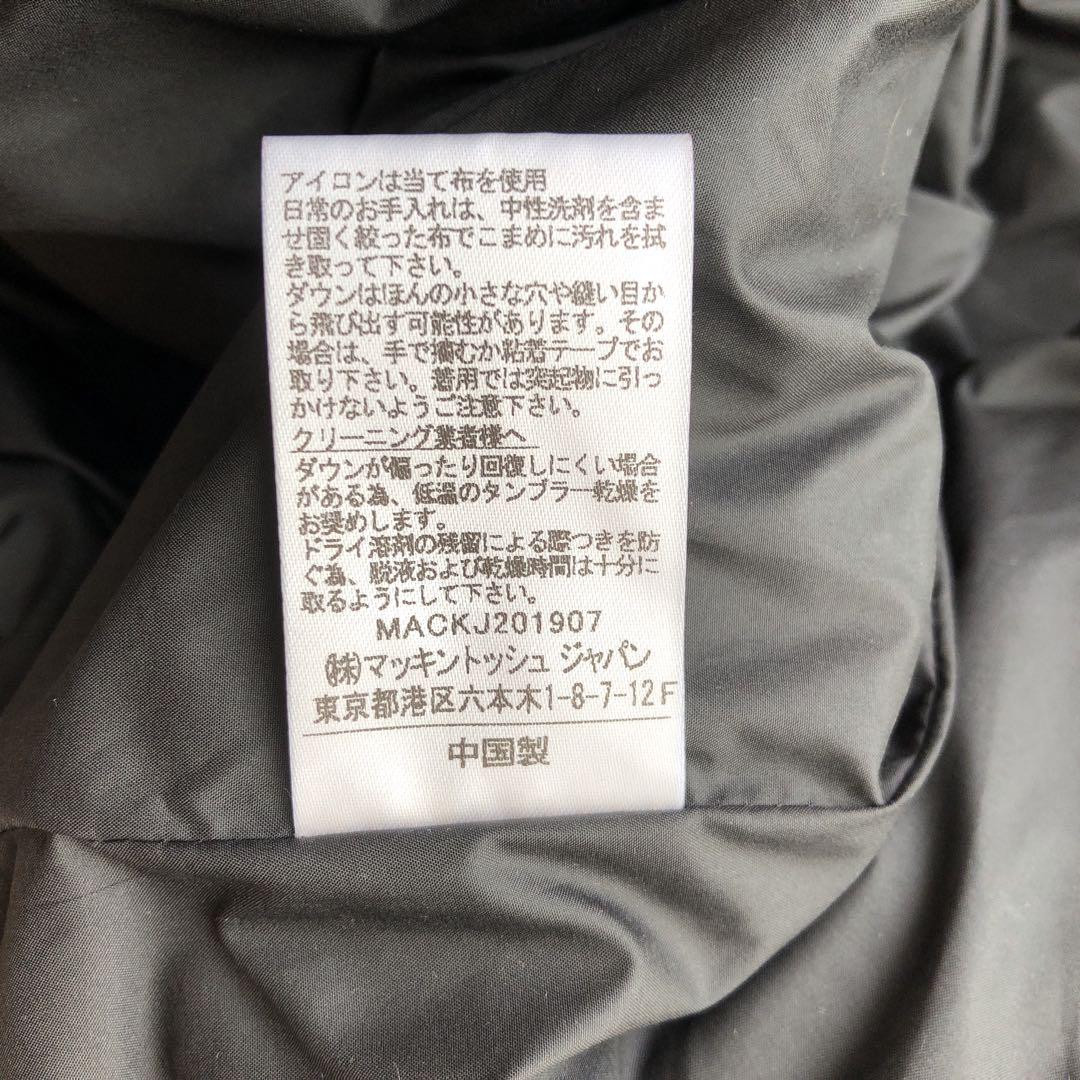 アイロンは当て布を使用
日常のお手入れは、中性洗剤を含ま
せ固く絞った布でこまめに汚れを拭
き取って下さい。
ダウンはほんの小さな穴や縫い目か
ら飛び出す可能性があります。その
場合は、手で摘むか粘着テープでお
取り下さい。着用では突起物に引っ
かけないようご注意下さい。
クリーニング業者様へ
ダウンが偏ったり回復しにくい場合
がある為、低温のタンブラー乾燥を
お奨めします。
ドライ溶剤の残留による際つきを防
ぐ為、脱液および乾燥時間は十分に
取るようにして下さい。
MACKJ201907
㈱マッキントッシュ ジャパン
東京都港区六本木1-8-7-12F
中国製